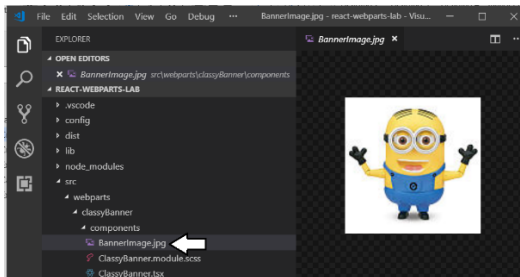 File Edit Selection View Go Debug ··· BannerImage.jpg - react-webparts-lab - Visu...
EXPLORER
BannerImage.jpg
OPEN EDITORS
BannerImage.jpg src\webparts\classyBanner\components
REACT-WEBPARTS-LAB
.vscode
config
dist
lib
node_modules
src
webparts
classyBanner
components
BannerImage.jpg
ClassyBanner.module.scss
ClassyBanner.tsx